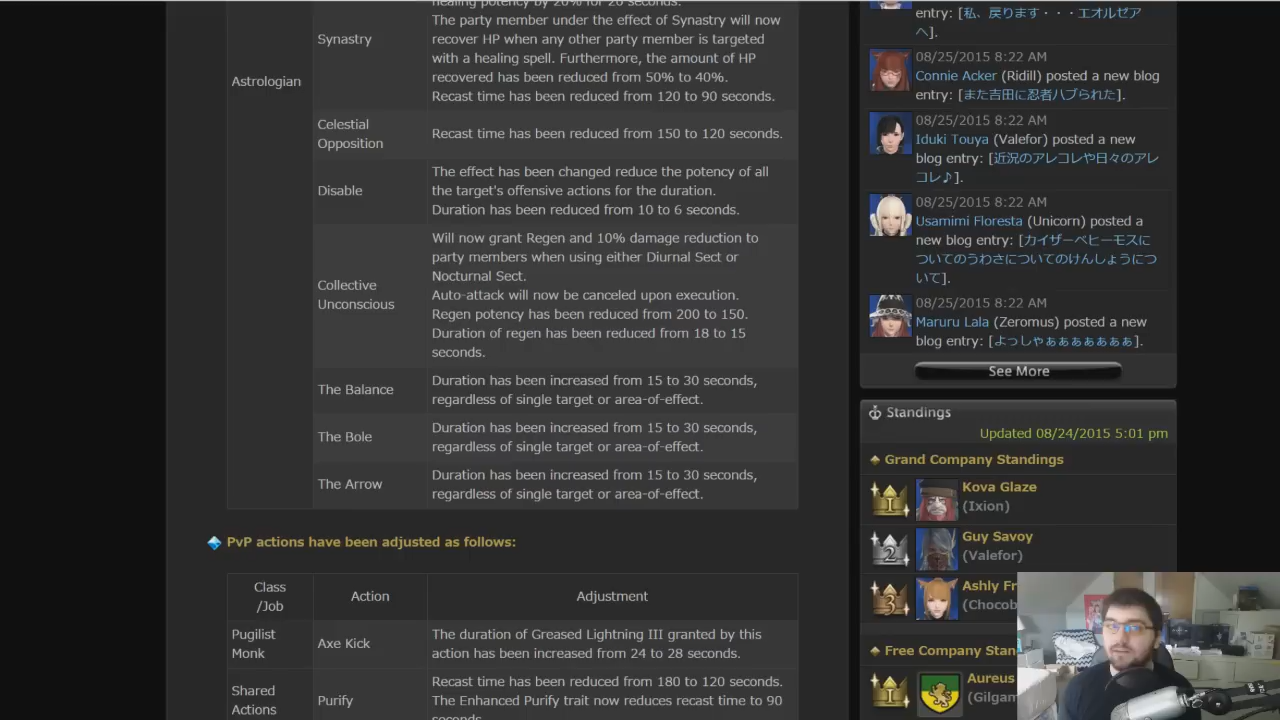 healing potency by 20% for 20 seconds.
Astrologian
Synastry
The party member under the effect of Synastry will now
recover HP when any other party member is targeted
with a healing spell. Furthermore, the amount of HP
recovered has been reduced from 50% to 40%.
Recast time has been reduced from 120 to 90 seconds.
Celestial
Opposition
Recast time has been reduced from 150 to 120 seconds.
Disable
The effect has been changed reduce the potency of all
the target's offensive actions for the duration.
Duration has been reduced from 10 to 6 seconds.
Collective
Unconscious
Will now grant Regen and 10% damage reduction to
party members when using either Diurnal Sect or
Nocturnal Sect.
Auto-attack will now be canceled upon execution.
Regen potency has been reduced from 200 to 150.
Duration of regen has been reduced from 18 to 15
seconds.
The Balance
Duration has been increased from 15 to 30 seconds,
regardless of single target or area-of-effect.
The Bole
Duration has been increased from 15 to 30 seconds,
regardless of single target or area-of-effect.
The Arrow
Duration has been increased from 15 to 30 seconds,
regardless of single target or area-of-effect.
PvP actions have been adjusted as follows:
Class
/Job
Action
Adjustment
Pugilist
Monk
Axe Kick
The duration of Greased Lightning III granted by this
action has been increased from 24 to 28 seconds.
Shared
Actions
Purify
Recast time has been reduced from 180 to 120 seconds.
The Enhanced Purify trait now reduces recast time to 90
seconds.
entry: [私、戻ります・・・エオルゼア
へ].
08/25/2015 8:22 AM
Connie Acker (Ridill) posted a new blog
entry: [また吉田に忍者ハブられた].
08/25/2015 8:22 AM
Iduki Touya (Valefor) posted a new
blog entry: [近況のアレコレや日々のアレ
コレ♪].
08/25/2015 8:22 AM
Usamimi Floresta (Unicorn) posted a
new blog entry: [カイザーベヒーモスに
ついてのうわさについてのけんしょうにつ
いて].
08/25/2015 8:22 AM
Maruru Lala (Zeromus) posted a new
blog entry: [よっしゃぁぁぁぁぁぁぁ].
See More
Standings
Updated 08/24/2015 5:01 pm
Grand Company Standings
1
Kova Glaze
(Ixion)
2
Guy Savoy
(Valefor)
3
Ashly Fr
(Chocob
Free Company Stan
1
Aureus
(Gilgam